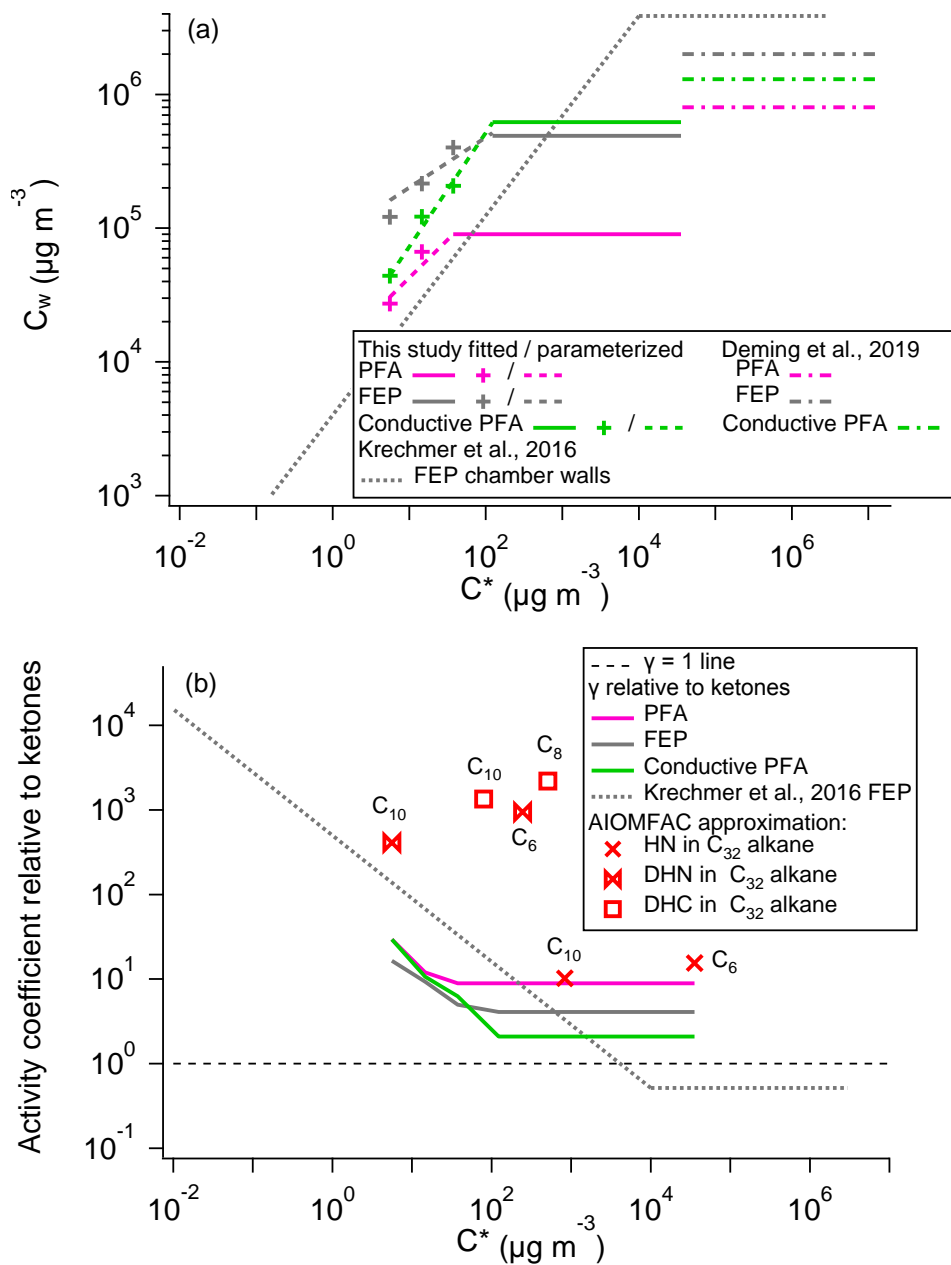 (a)
10^6
10^5
10^4
10^3
C_w (µg m^-3)
This study fitted / parameterized Deming et al., 2019
PFA / PFA
FEP / FEP
Conductive PFA / Conductive PFA
Krechmer et al., 2016
FEP chamber walls
10^-2 10^0 10^2 10^4 10^6
C* (µg m^-3)
(b)
Activity coefficient relative to ketones
10^4
10^3
10^2
10^1
10^0
10^-1
γ = 1 line
γ relative to ketones
PFA
FEP
Conductive PFA
Krechmer et al., 2016 FEP
AIOMFAC approximation:
HN in C_32 alkane
DHN in C_32 alkane
DHC in C_32 alkane
C_8
C_10
C_10
C_6
C_10
C_6
10^-2 10^0 10^2 10^4 10^6
C* (µg m^-3)